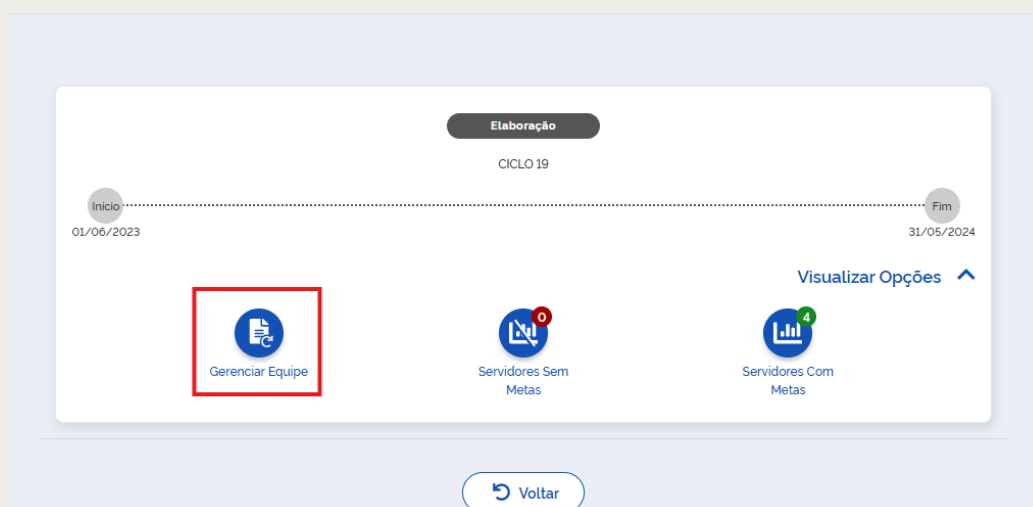 Elaboração
CICLO 19
Início
Fim
01/06/2023
31/05/2024
Visualizar Opções
0
4
Gerenciar Equipe
Servidores Sem
Metas
Servidores Com
Metas
Voltar